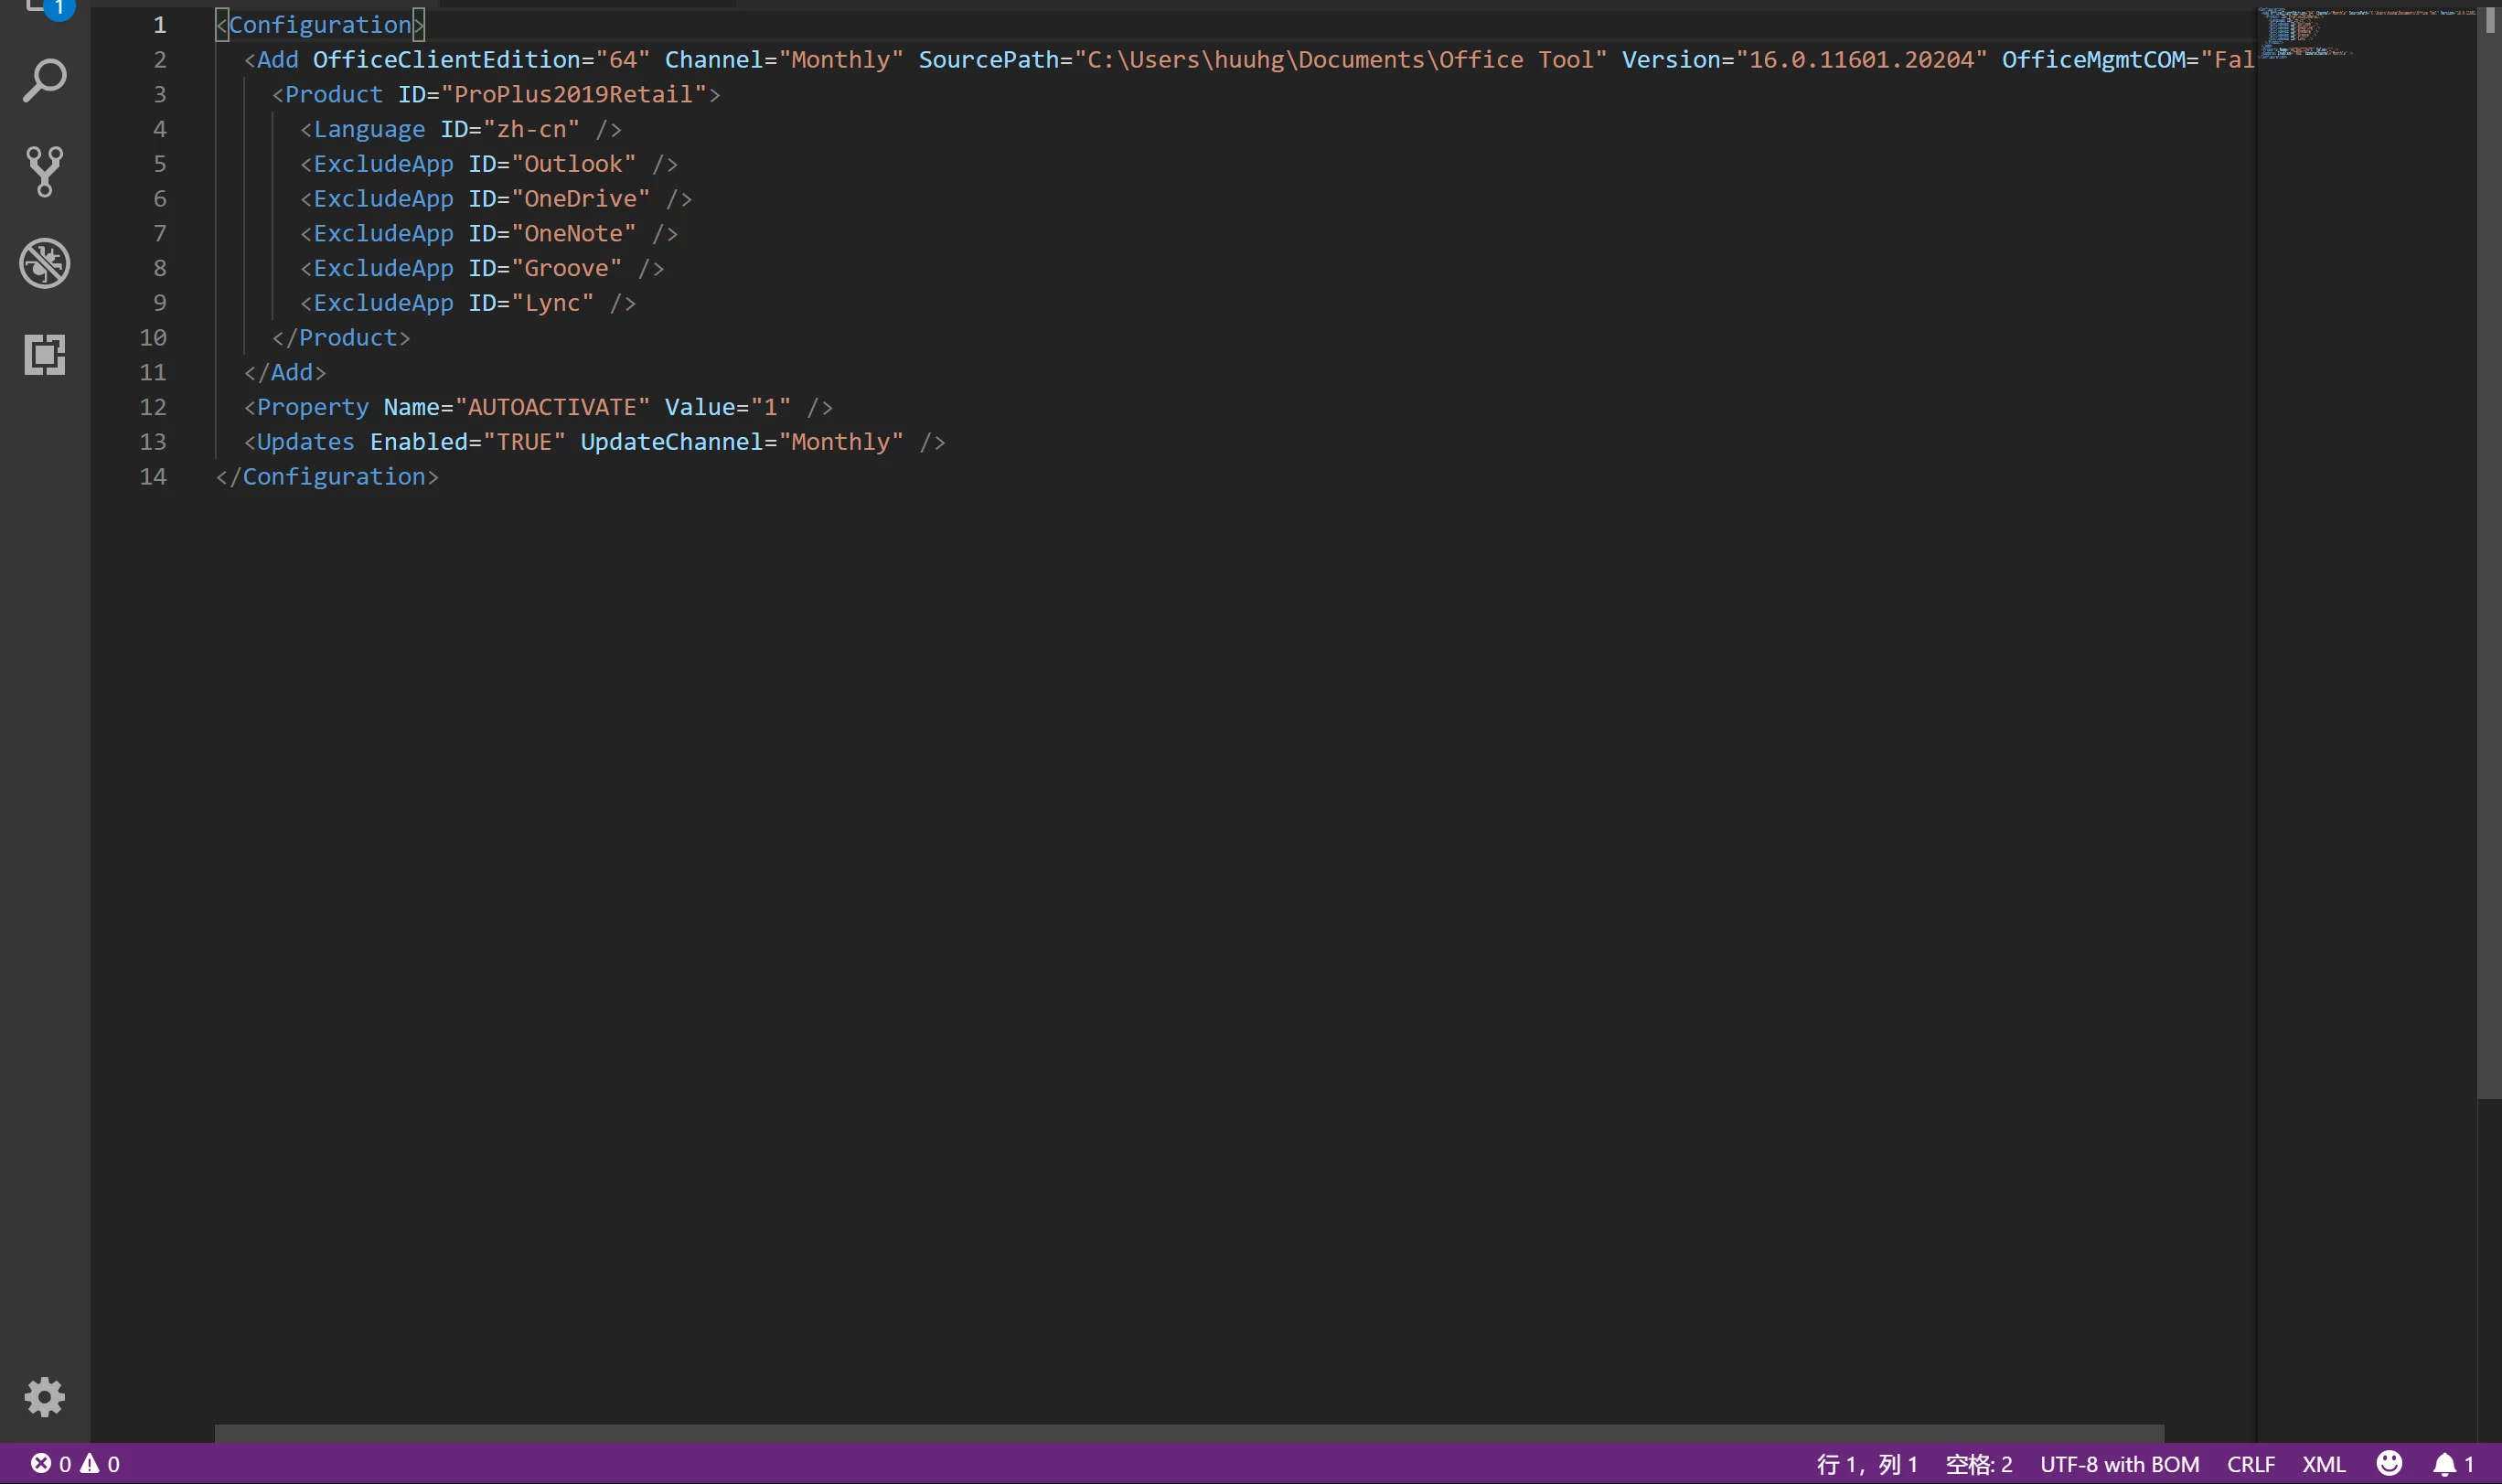 1
1 <Configuration>
2 <Add OfficeClientEdition="64" Channel="Monthly" SourcePath="C:\Users\huuhg\Documents\Office Tool" Version="16.0.11601.20204" OfficeMgmtCOM="Fal
3 <Product ID="ProPlus2019Retail">
4 <Language ID="zh-cn" />
5 <ExcludeApp ID="Outlook" />
6 <ExcludeApp ID="OneDrive" />
7 <ExcludeApp ID="OneNote" />
8 <ExcludeApp ID="Groove" />
9 <ExcludeApp ID="Lync" />
10 </Product>
11 </Add>
12 <Property Name="AUTOACTIVATE" Value="1" />
13 <Updates Enabled="TRUE" UpdateChannel="Monthly" />
14 </Configuration>
0 0 行 1，列 1 空格: 2 UTF-8 with BOM CRLF XML 1